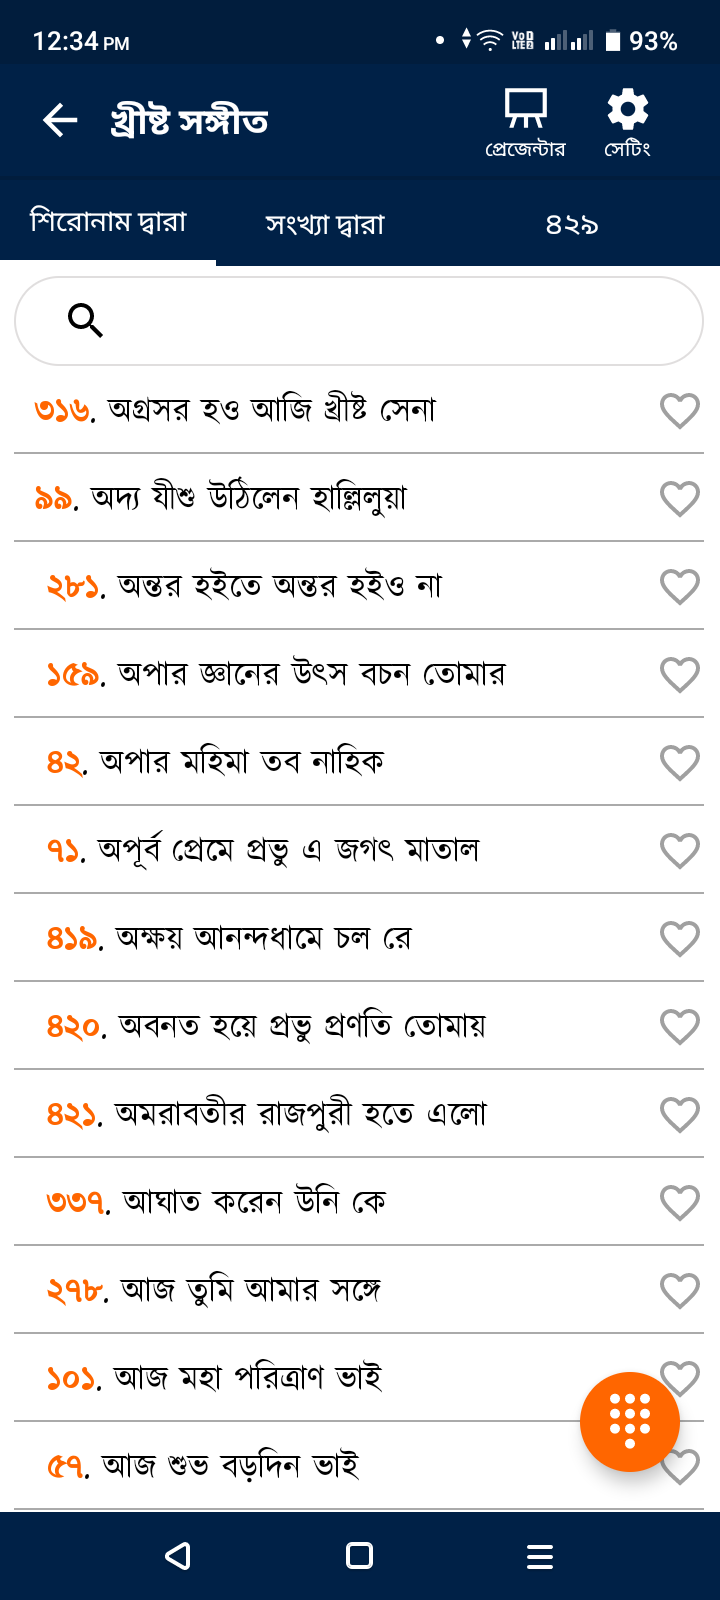 12:34 PM
VoD LTE2 93%
খ্রীষ্ট সঙ্গীত
প্রেজেন্টার
সেটিং
শিরোনাম দ্বারা
সংখ্যা দ্বারা
৪২৯
৩১৬. অগ্রসর হও আজি খ্রীষ্ট সেনা
৯৯. অদ্য যীশু উঠিলেন হাল্লিলুয়া
২৮১. অন্তর হইতে অন্তর হইও না
১৫৯. অপার জ্ঞানের উৎস বচন তোমার
৪২. অপার মহিমা তব নাহিক
৭১. অপূর্ব প্রেমে প্রভু এ জগৎ মাতাল
৪১৯. অক্ষয় আনন্দধামে চল রে
৪২০. অবনত হয়ে প্রভু প্রণতি তোমায়
৪২১. অমরাবতীর রাজপুরী হতে এলো
৩৩৭. আঘাত করেন উনি কে
২৭৮. আজ তুমি আমার সঙ্গে
১০১. আজ মহা পরিত্রাণ ভাই
৫৭. আজ শুভ বড়দিন ভাই